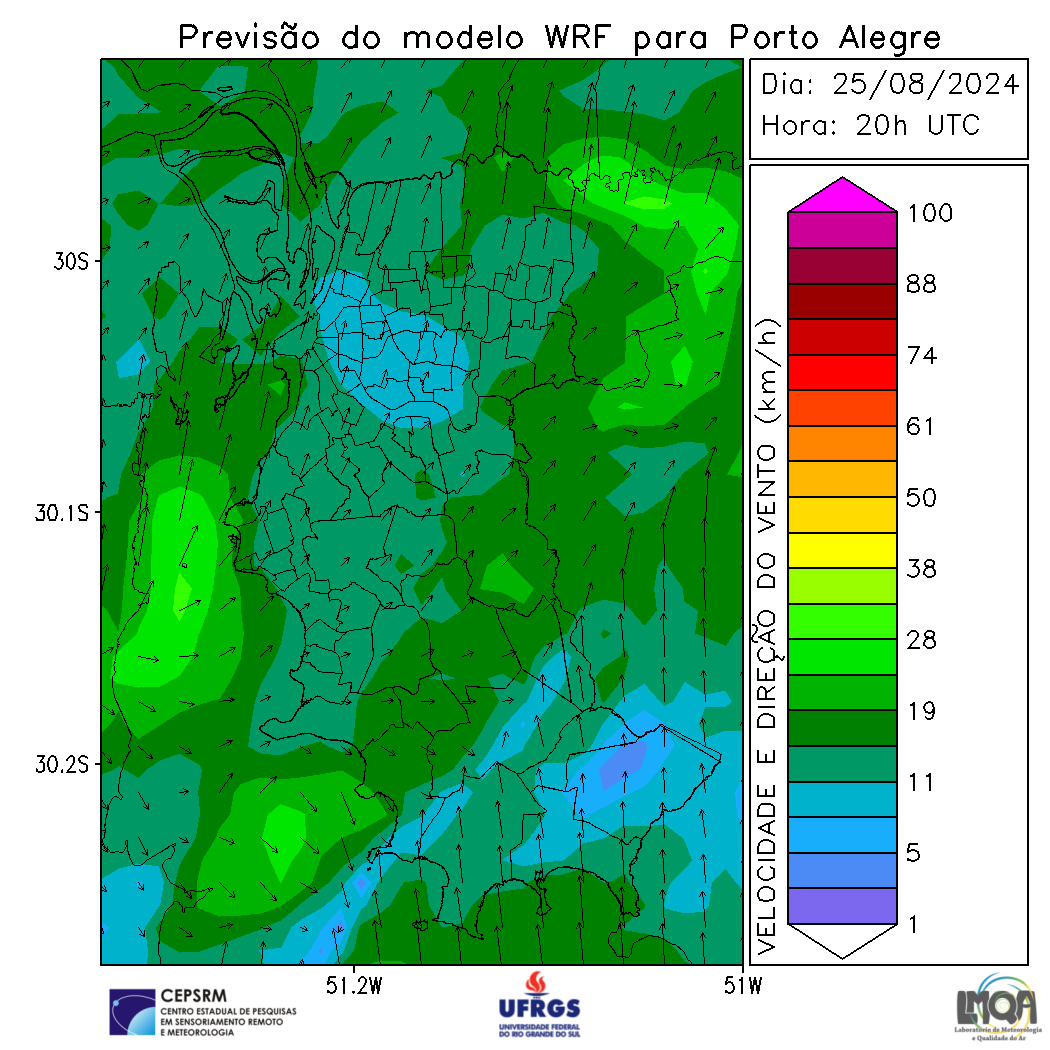 Previsão do modelo WRF para Porto Alegre
Dia: 25/08/2024
Hora: 20h UTC
30S
30.1S
30.2S
51.2W
51W
VELOCIDADE E DIREÇÃO DO VENTO (km/h)
100
88
74
61
50
38
28
19
11
5
1
CEPSRM
CENTRO ESTADUAL DE PESQUISAS
EM SENSORIAMENTO REMOTO
E METEOROLOGIA
UFRGS
UNIVERSIDADE FEDERAL
DO RIO GRANDE DO SUL
LMQA
Laboratório de Meteorologia
e Qualidade do Ar